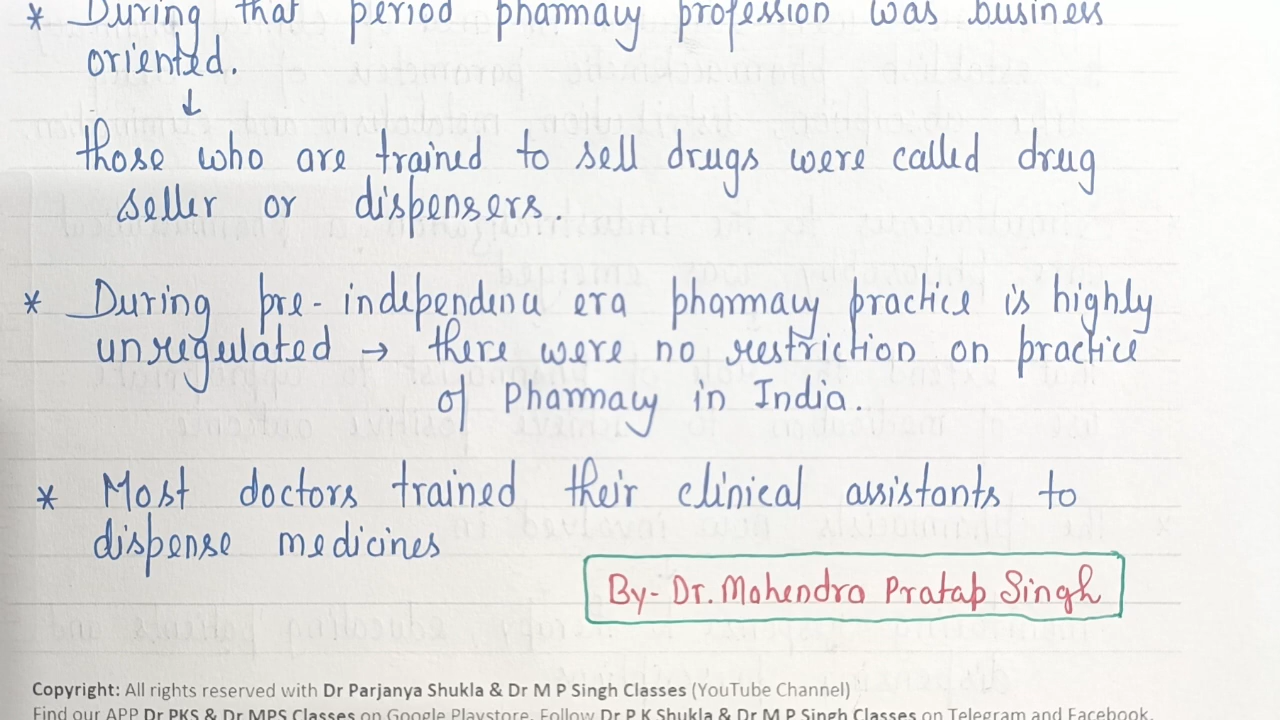 * During that period pharmacy profession was business
oriented.
↓
those who are trained to sell drugs were called drug
seller or dispensers.
* During pre-independence era pharmacy practice is highly
unregulated → there were no restriction on practice
of Pharmacy in India.
* Most doctors trained their clinical assistants to
dispense medicines
By- Dr. Mahendra Pratap Singh
Copyright: All rights reserved with Dr Parjanya Shukla & Dr M P Singh Classes (YouTube Channel)
Find our APP Dr PKS & Dr MPS Classes on Google Playstore. Follow Dr P K Shukla & Dr M P Singh Classes on Telegram and Facebook.